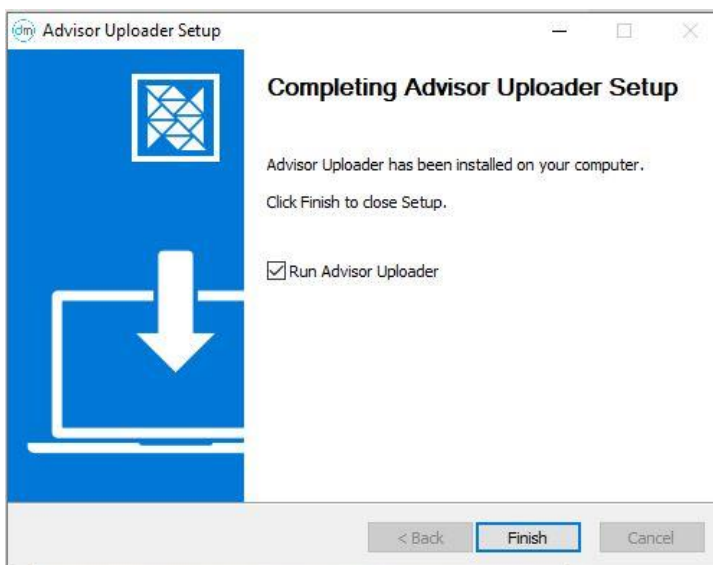 dm Advisor Uploader Setup
Completing Advisor Uploader Setup
Advisor Uploader has been installed on your computer.
Click Finish to close Setup.
Run Advisor Uploader
< Back Finish Cancel